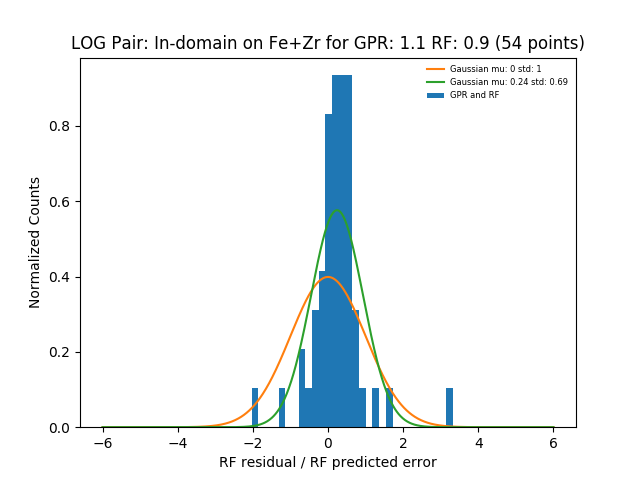 LOG Pair: In-domain on Fe+Zr for GPR: 1.1 RF: 0.9 (54 points)
Gaussian mu: 0 std: 1
Gaussian mu: 0.24 std: 0.69
GPR and RF
Normalized Counts
0.8
0.6
0.4
0.2
0.0
−6 −4 −2 0 2 4 6
RF residual / RF predicted error